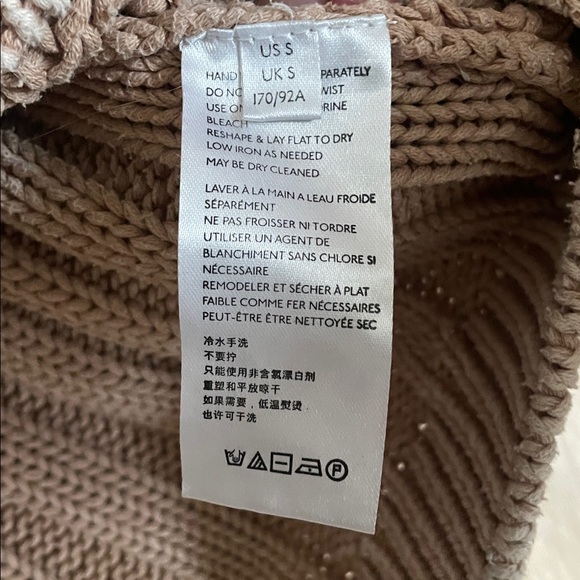 US S
UK S
170/92A
HAND PARATELY
DO NO WIST
USE ON ORINE
BLEACH
RESHAPE & LAY FLAT TO DRY
LOW IRON AS NEEDED
MAY BE DRY CLEANED
LAVER À LA MAIN A LEAU FROIDE
SÉPARÉMENT
NE PAS FROISSER NI TORDRE
UTILISER UN AGENT DE
BLANCHIMENT SANS CHLORE SI
NÉCESSAIRE
REMODELER ET SÉCHER À PLAT
FAIBLE COMME FER NÉCESSAIRES
PEUT-ÊTRE ÊTRE NETTOYÉE SEC
冷水手洗
不要拧
只能使用非含氯漂白剂
重塑和平放晾干
如果需要，低温熨烫
也许可干洗
P